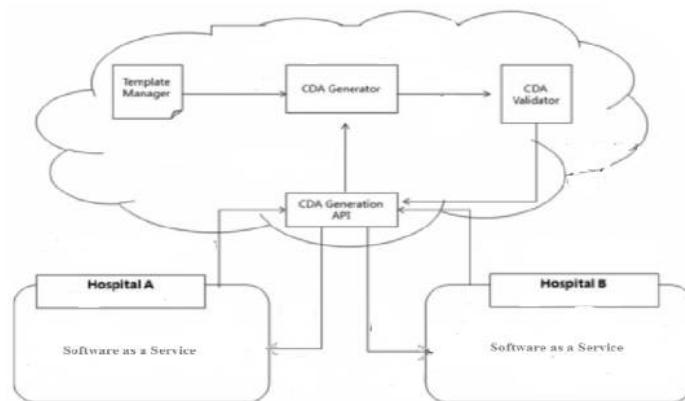 Template
Manager
CDA Generator
CDA
Validator
CDA Generation
API
Hospital A
Hospital B
Software as a Service
Software as a Service